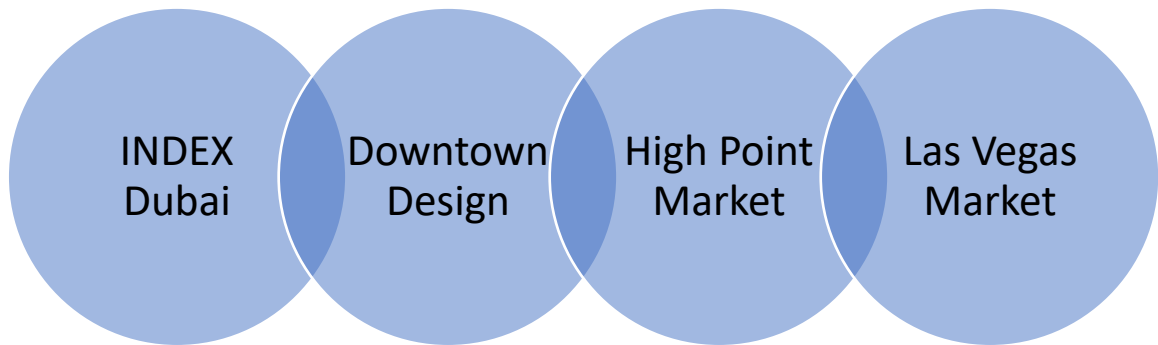 INDEX
Dubai
Downtown
Design
High Point
Market
Las Vegas
Market